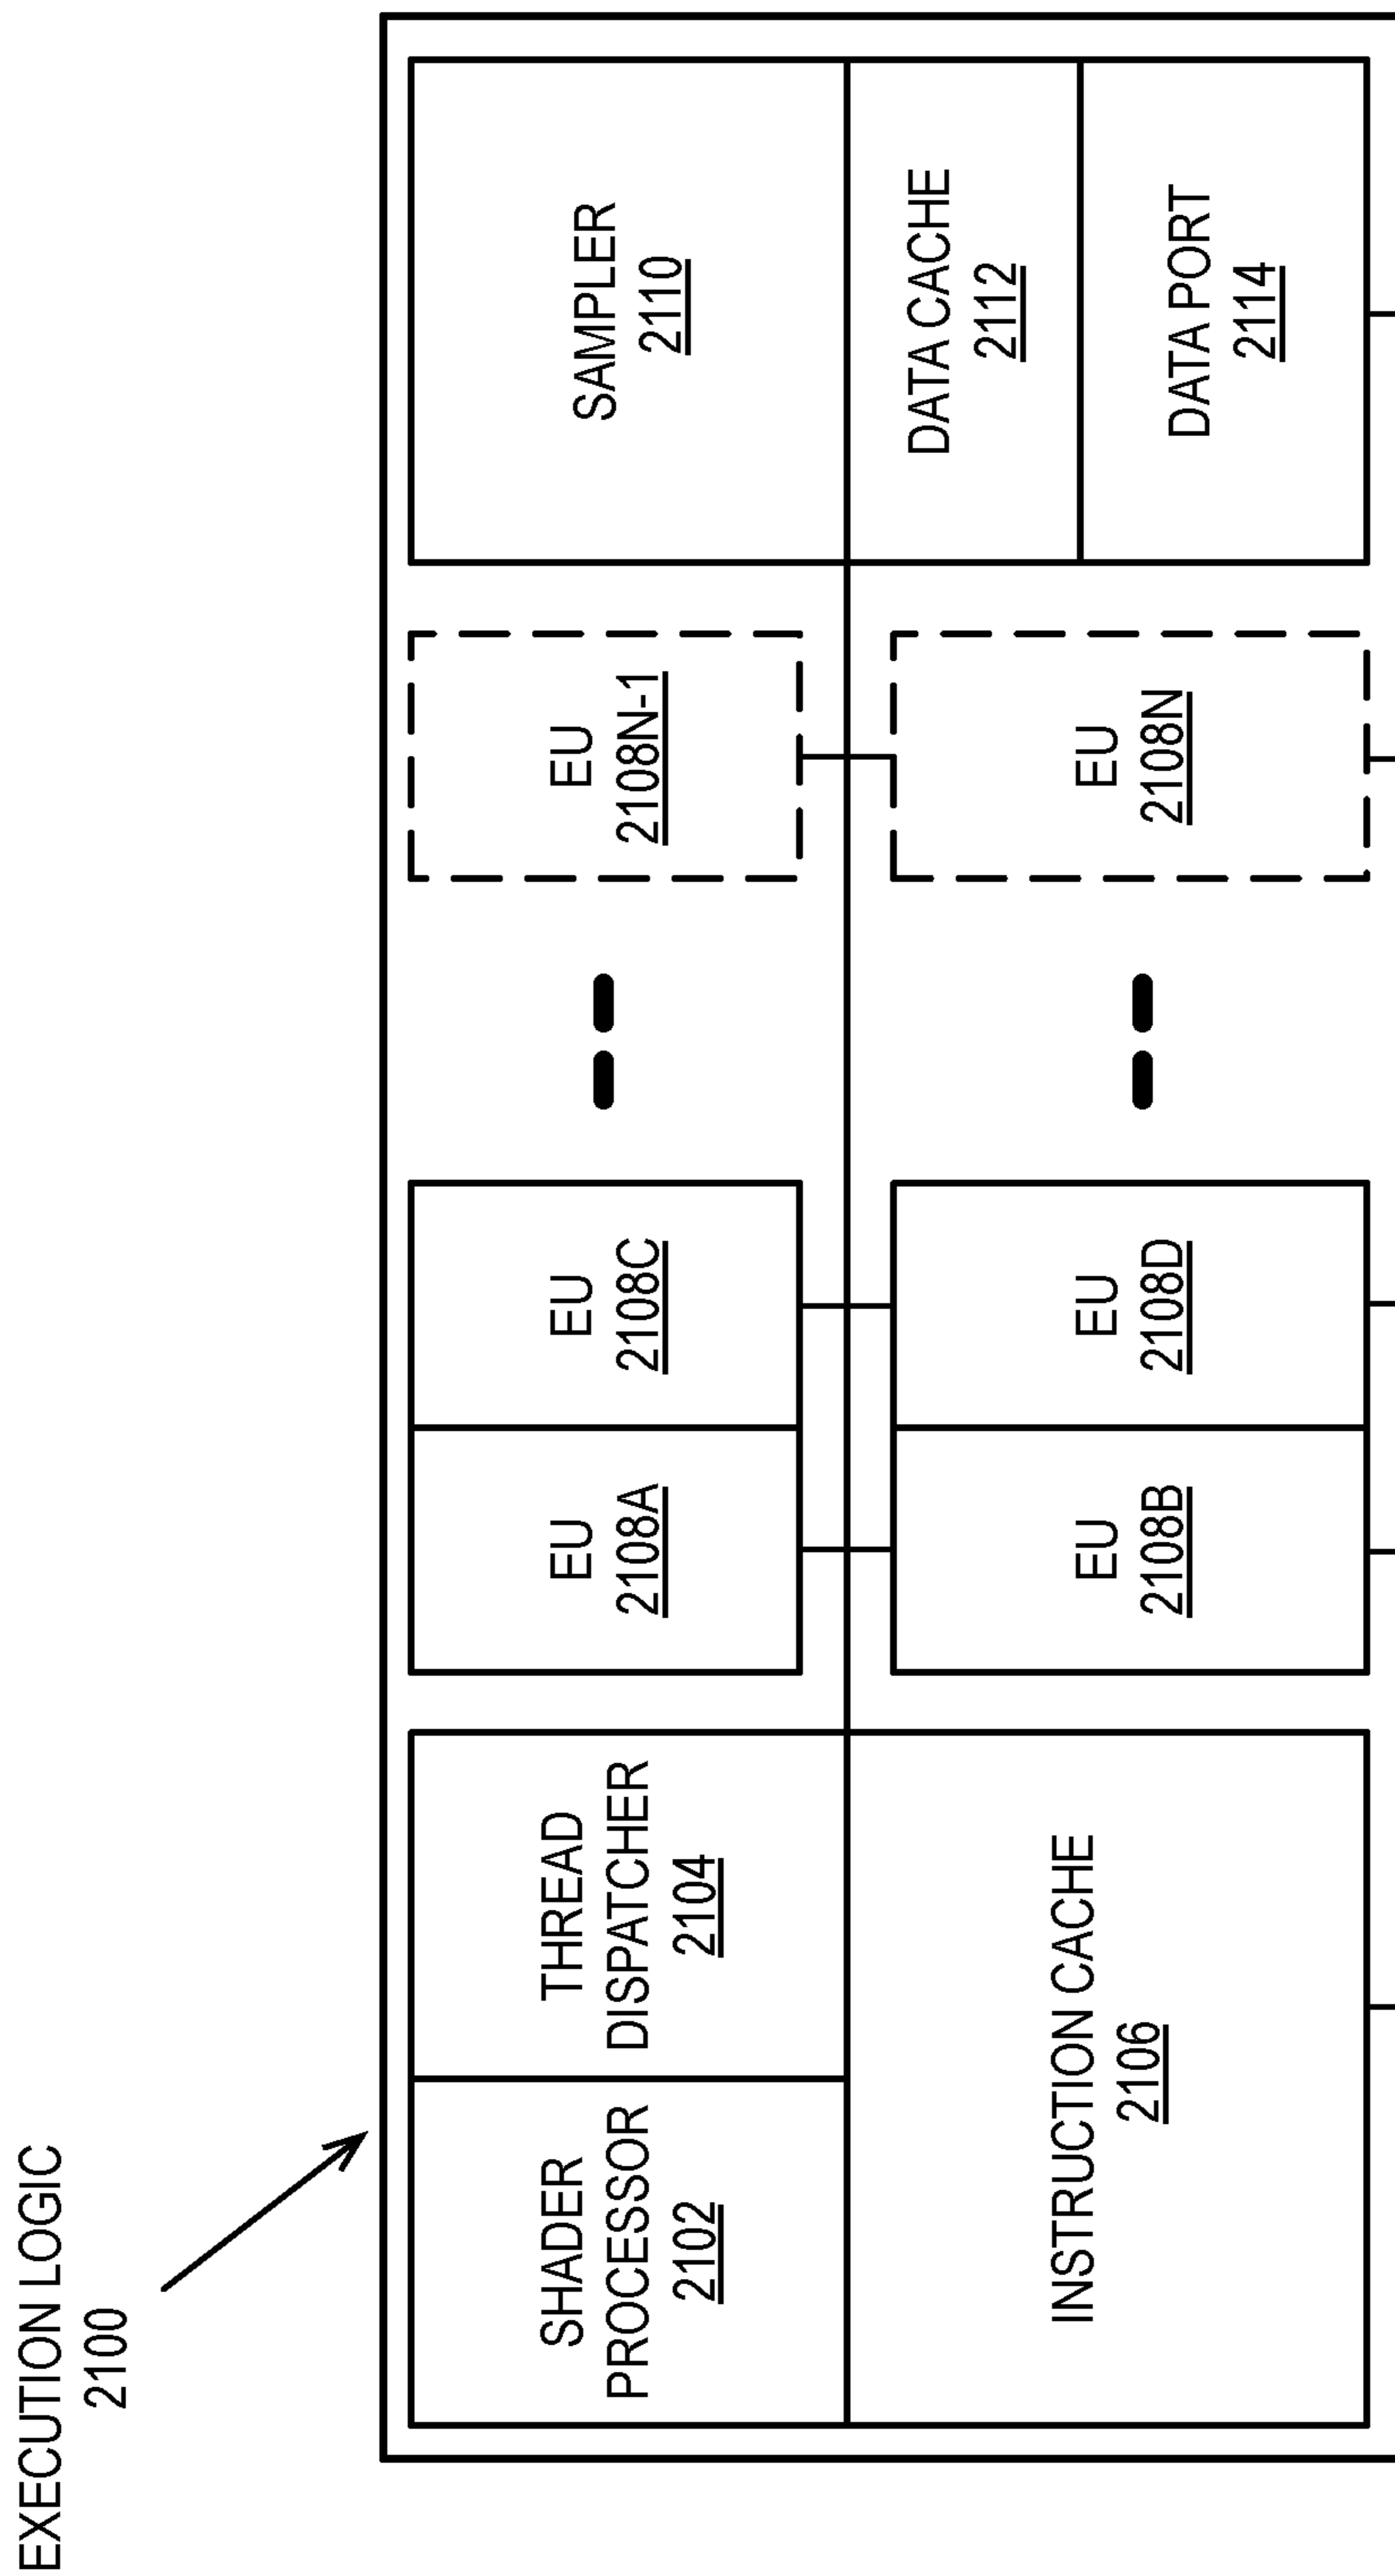 EXECUTION LOGIC
2100
SHADER
PROCESSOR
2102
THREAD
DISPATCHER
2104
INSTRUCTION CACHE
2106
EU
2108A
EU
2108C
EU
2108B
EU
2108D
EU
2108N-1
EU
2108N
SAMPLER
2110
DATA CACHE
2112
DATA PORT
2114